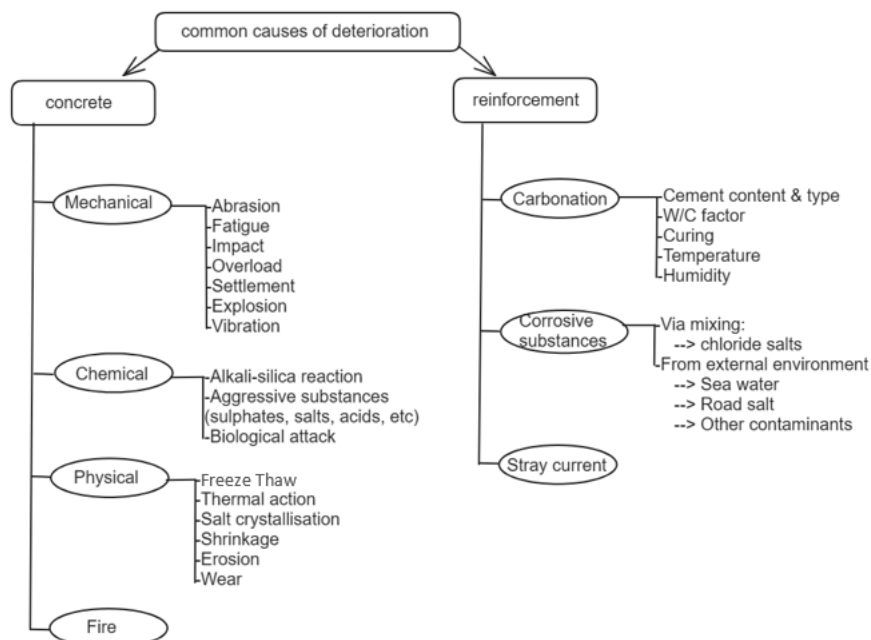 common causes of deterioration
concrete
Mechanical
-Abrasion
-Fatigue
-Impact
-Overload
-Settlement
-Explosion
-Vibration
Chemical
-Alkali-silica reaction
-Aggressive substances
(sulphates, salts, acids, etc)
-Biological attack
Physical
-Freeze Thaw
-Thermal action
-Salt crystallisation
-Shrinkage
-Erosion
-Wear
Fire
reinforcement
Carbonation
-Cement content & type
-W/C factor
-Curing
-Temperature
-Humidity
Corrosive
substances
-Via mixing:
--> chloride salts
-From external environment
--> Sea water
--> Road salt
--> Other contaminants
Stray current